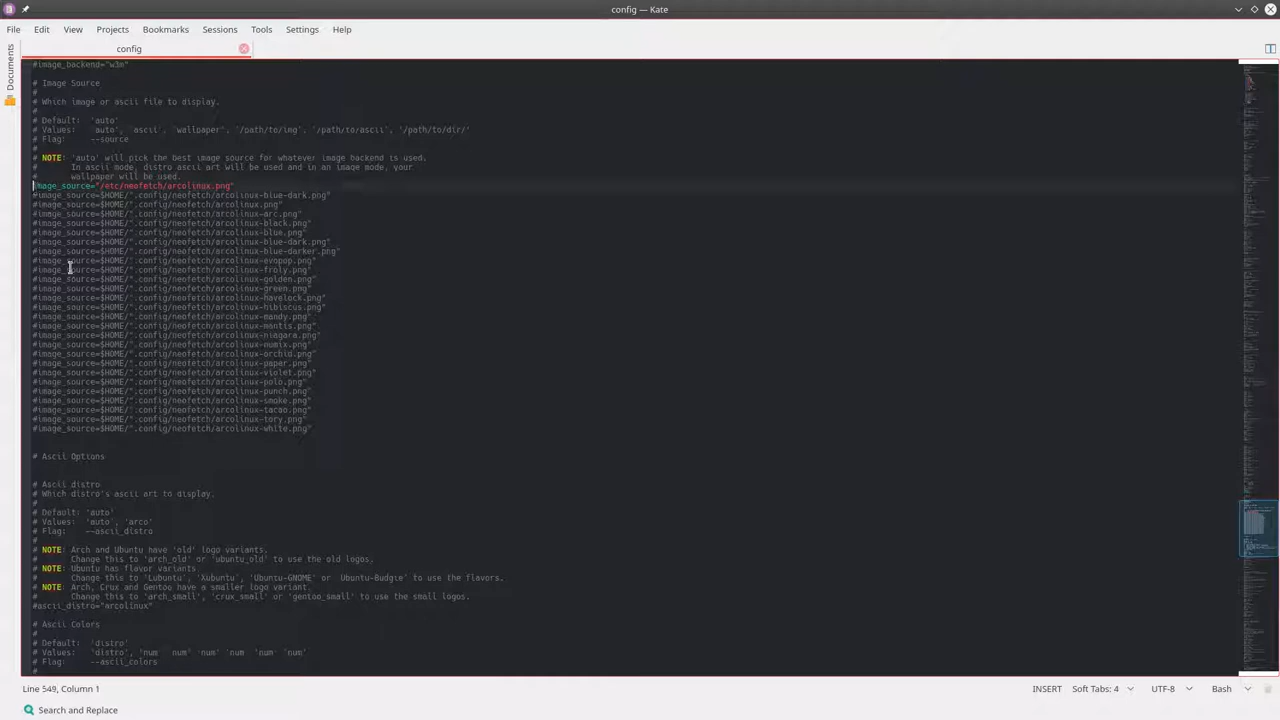 config — Kate
File Edit View Projects Bookmarks Sessions Tools Settings Help
Documents
config
#image_backend="w3m"
# Image Source
#
# Which image or ascii file to display.
#
# Default:  'auto'
# Values:  'auto', 'ascii', 'wallpaper', '/path/to/img', '/path/to/ascii', '/path/to/dir/'
# Flag:    --source
#
# NOTE: 'auto' will pick the best image source for whatever image backend is used.
#       In ascii mode, distro ascii art will be used and in an image mode, your
#       wallpaper will be used.
image_source="/etc/neofetch/arcolinux.png"
#image_source=$HOME/".config/neofetch/arcolinux-blue-dark.png"
#image_source=$HOME/".config/neofetch/arcolinux.png"
#image_source=$HOME/".config/neofetch/arcolinux-arc.png"
#image_source=$HOME/".config/neofetch/arcolinux-black.png"
#image_source=$HOME/".config/neofetch/arcolinux-blue.png"
#image_source=$HOME/".config/neofetch/arcolinux-blue-dark.png"
#image_source=$HOME/".config/neofetch/arcolinux-blue-darker.png"
#image_source=$HOME/".config/neofetch/arcolinux-evopop.png"
#image_source=$HOME/".config/neofetch/arcolinux-froly.png"
#image_source=$HOME/".config/neofetch/arcolinux-golden.png"
#image_source=$HOME/".config/neofetch/arcolinux-green.png"
#image_source=$HOME/".config/neofetch/arcolinux-havelock.png"
#image_source=$HOME/".config/neofetch/arcolinux-hibiscus.png"
#image_source=$HOME/".config/neofetch/arcolinux-mandy.png"
#image_source=$HOME/".config/neofetch/arcolinux-mantis.png"
#image_source=$HOME/".config/neofetch/arcolinux-niagara.png"
#image_source=$HOME/".config/neofetch/arcolinux-numix.png"
#image_source=$HOME/".config/neofetch/arcolinux-orchid.png"
#image_source=$HOME/".config/neofetch/arcolinux-paper.png"
#image_source=$HOME/".config/neofetch/arcolinux-violet.png"
#image_source=$HOME/".config/neofetch/arcolinux-polo.png"
#image_source=$HOME/".config/neofetch/arcolinux-punch.png"
#image_source=$HOME/".config/neofetch/arcolinux-smoke.png"
#image_source=$HOME/".config/neofetch/arcolinux-tacao.png"
#image_source=$HOME/".config/neofetch/arcolinux-tory.png"
#image_source=$HOME/".config/neofetch/arcolinux-white.png"
# Ascii Options
# Ascii distro
# Which distro's ascii art to display.
#
# Default: 'auto'
# Values:  'auto', 'arco'
# Flag:    --ascii_distro
#
# NOTE: Arch and Ubuntu have 'old' logo variants.
#       Change this to 'arch_old' or 'ubuntu_old' to use the old logos.
# NOTE: Ubuntu has flavor variants.
#       Change this to 'Lubuntu', 'Xubuntu', 'Ubuntu-GNOME' or 'Ubuntu-Budgie' to use the flavors.
# NOTE: Arch, Crux and Gentoo have a smaller logo variant.
#       Change this to 'arch_small', 'crux_small' or 'gentoo_small' to use the small logos.
#ascii_distro="arcolinux"
# Ascii Colors
#
# Default:  'distro'
# Values:   'distro', 'num' 'num' 'num' 'num' 'num' 'num'
# Flag:     --ascii_colors
#
Line 549, Column 1 INSERT Soft Tabs: 4 UTF-8 Bash
Search and Replace